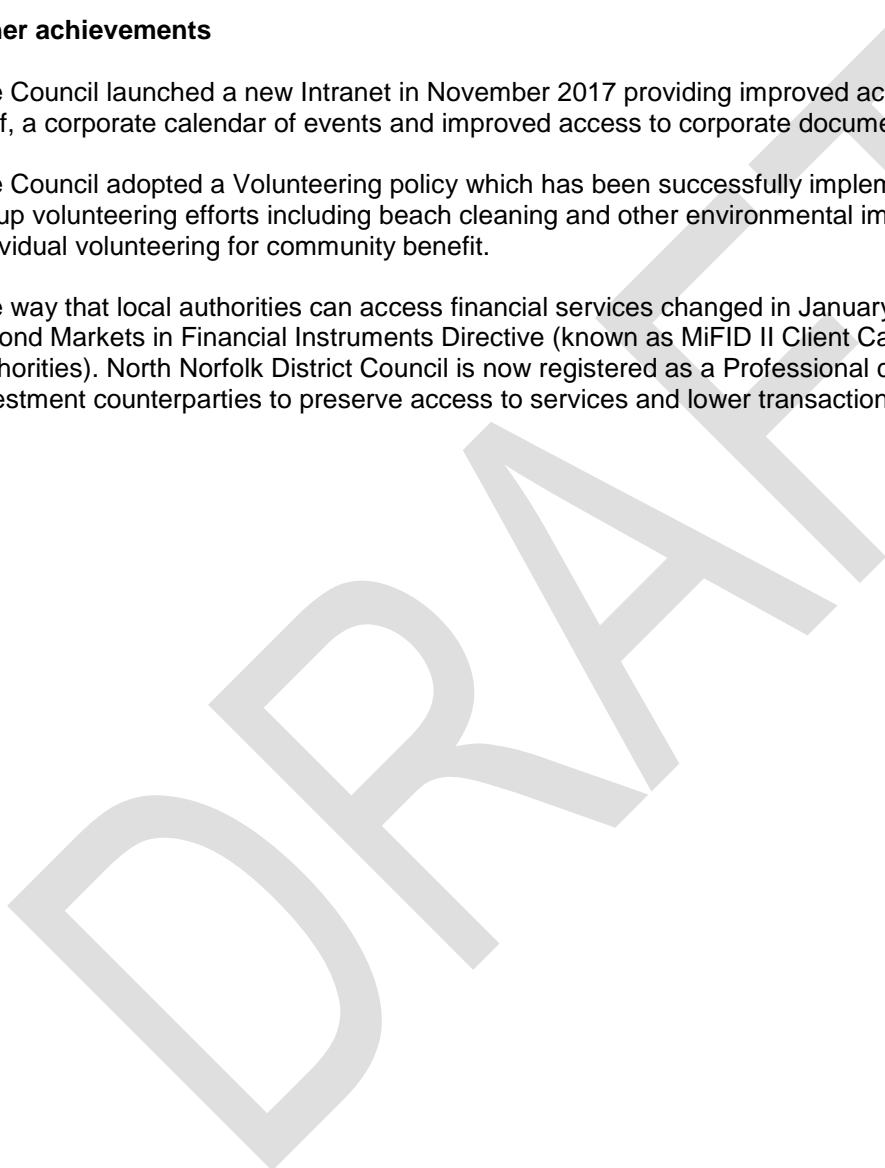 ner achievements
e Council launched a new Intranet in November 2017 providing improved ac
f, a corporate calendar of events and improved access to corporate docume
e Council adopted a Volunteering policy which has been successfully implem
up volunteering efforts including beach cleaning and other environmental im
vidual volunteering for community benefit.
e way that local authorities can access financial services changed in January
ond Markets in Financial Instruments Directive (known as MiFID II Client Ca
horities). North Norfolk District Council is now registered as a Professional c
estment counterparties to preserve access to services and lower transaction
DRAFT